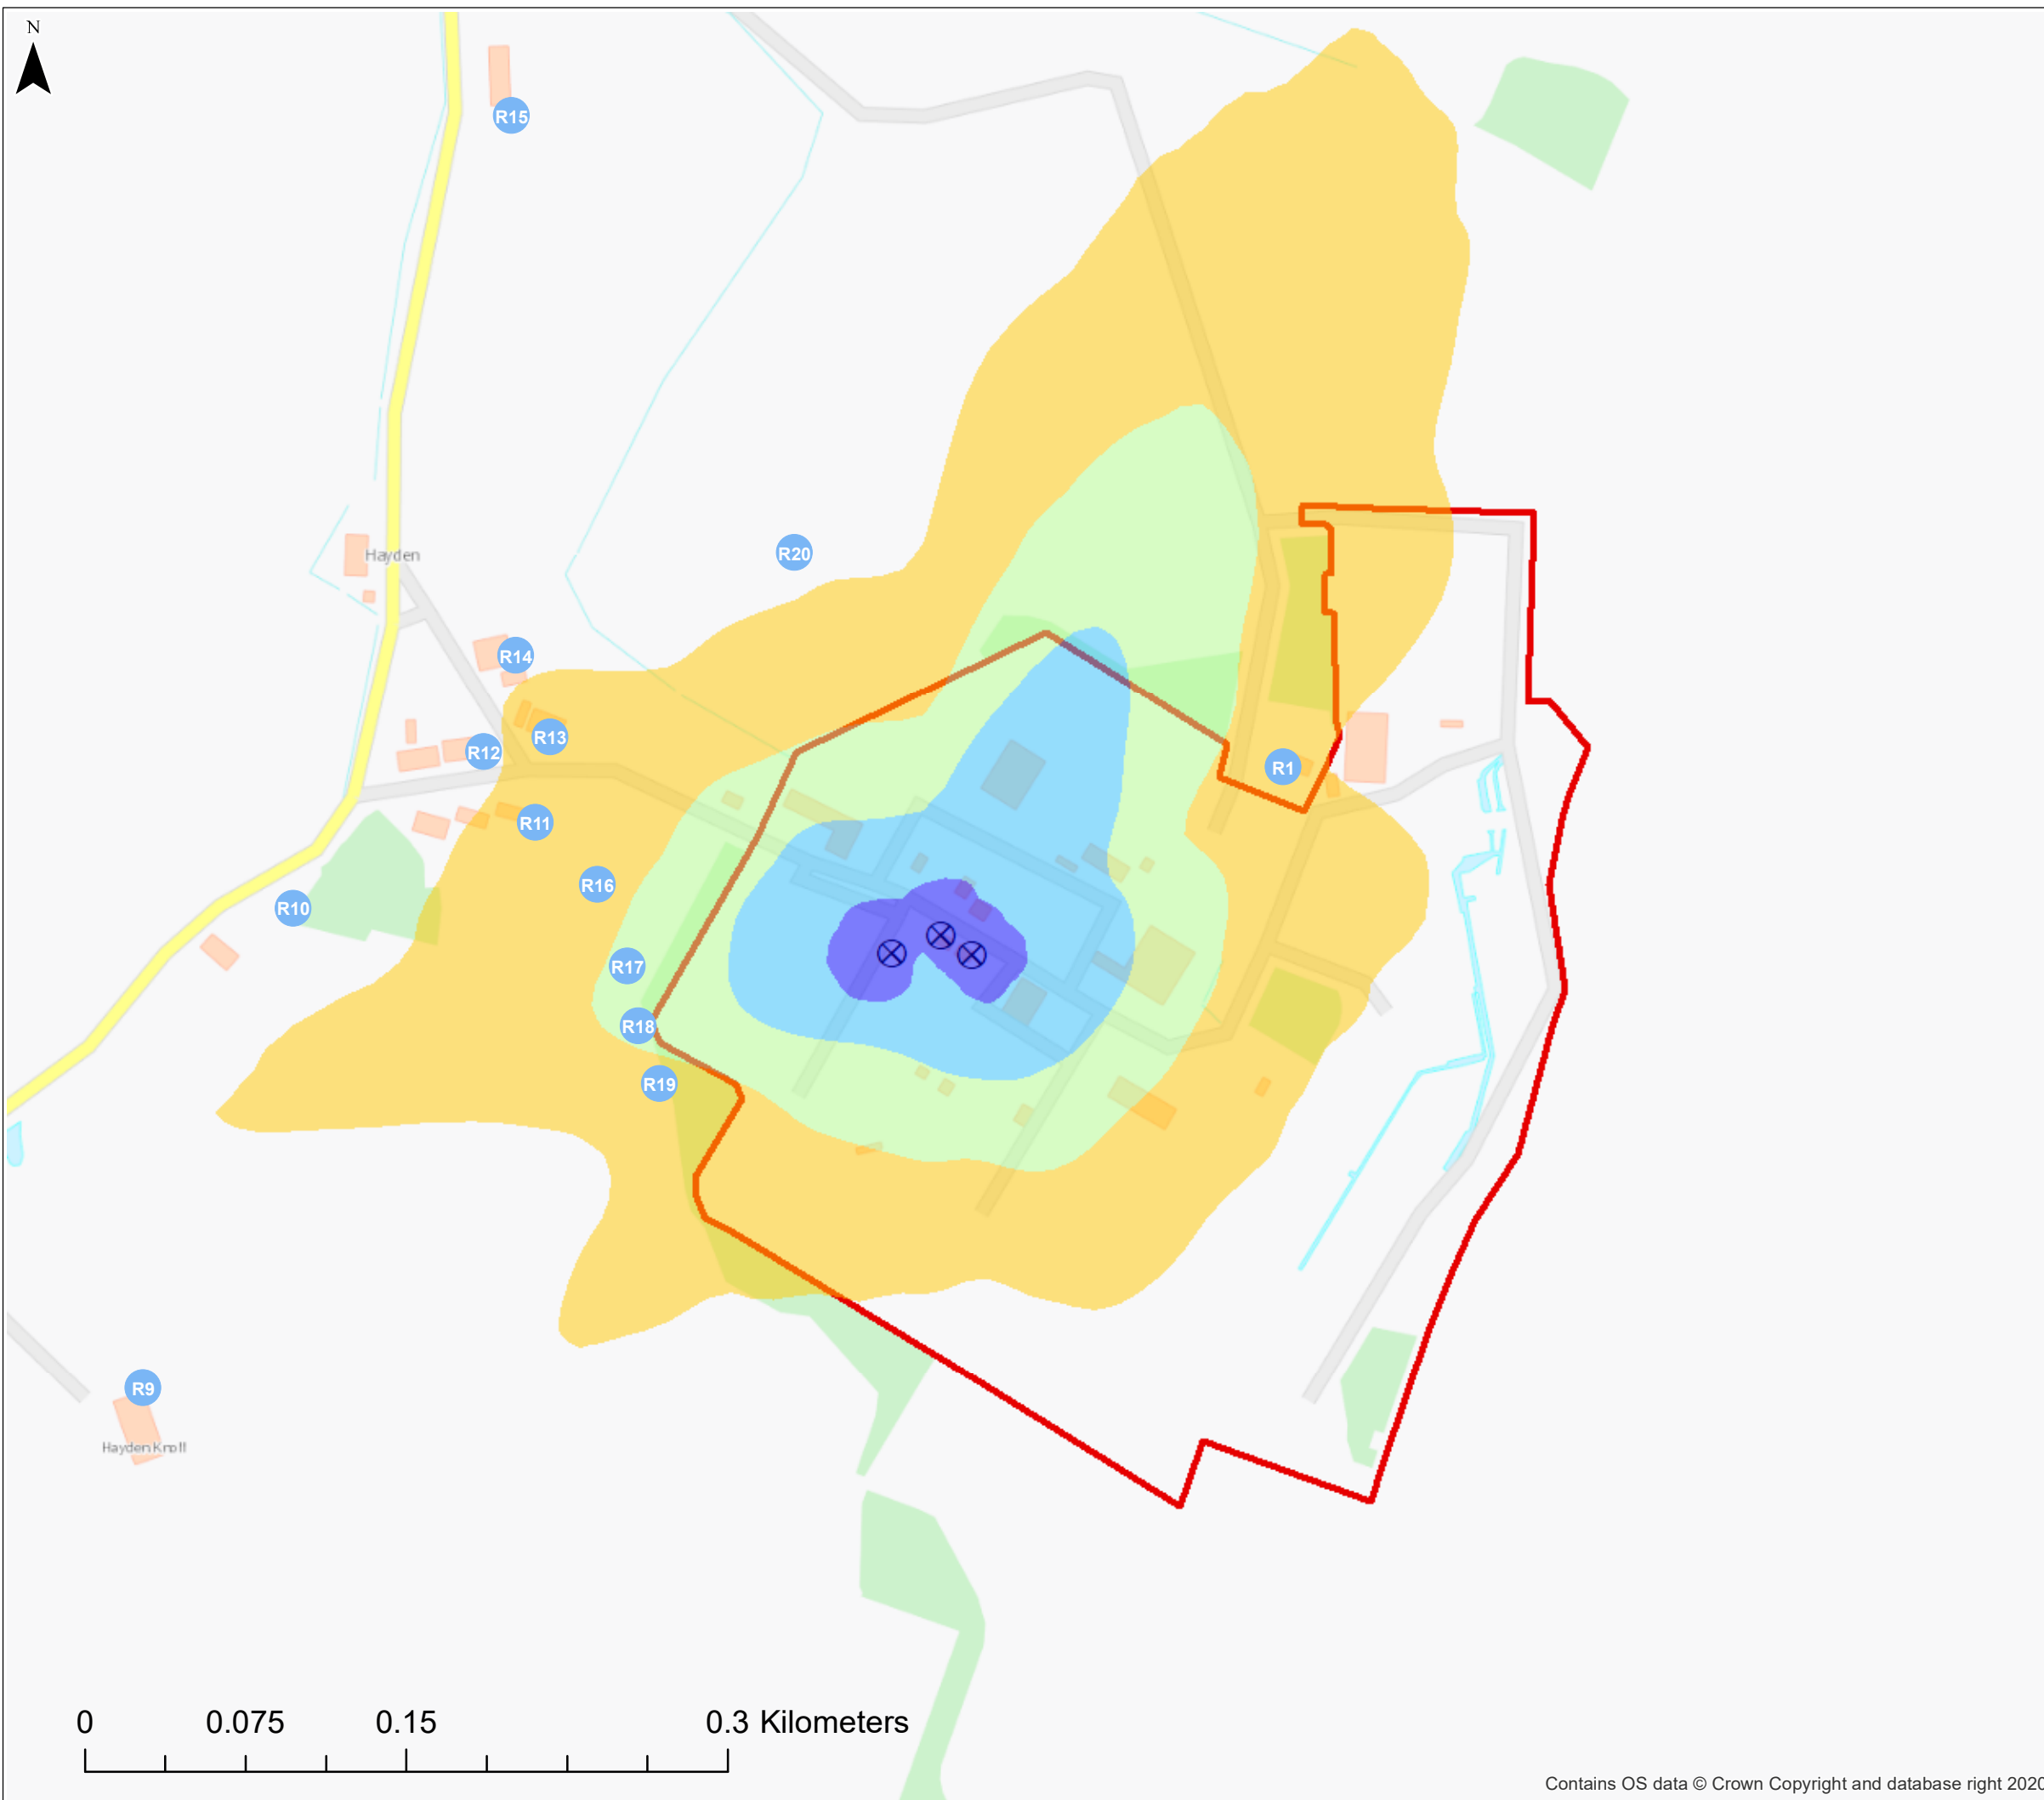 N
R15
R20
Hayden
R14
R13
R12
R1
R11
R16
R10
R17
R18
R19
R9
Hayden Knoll
0 0.075 0.15 0.3 Kilometers
Contains OS data © Crown Copyright and database right 2020